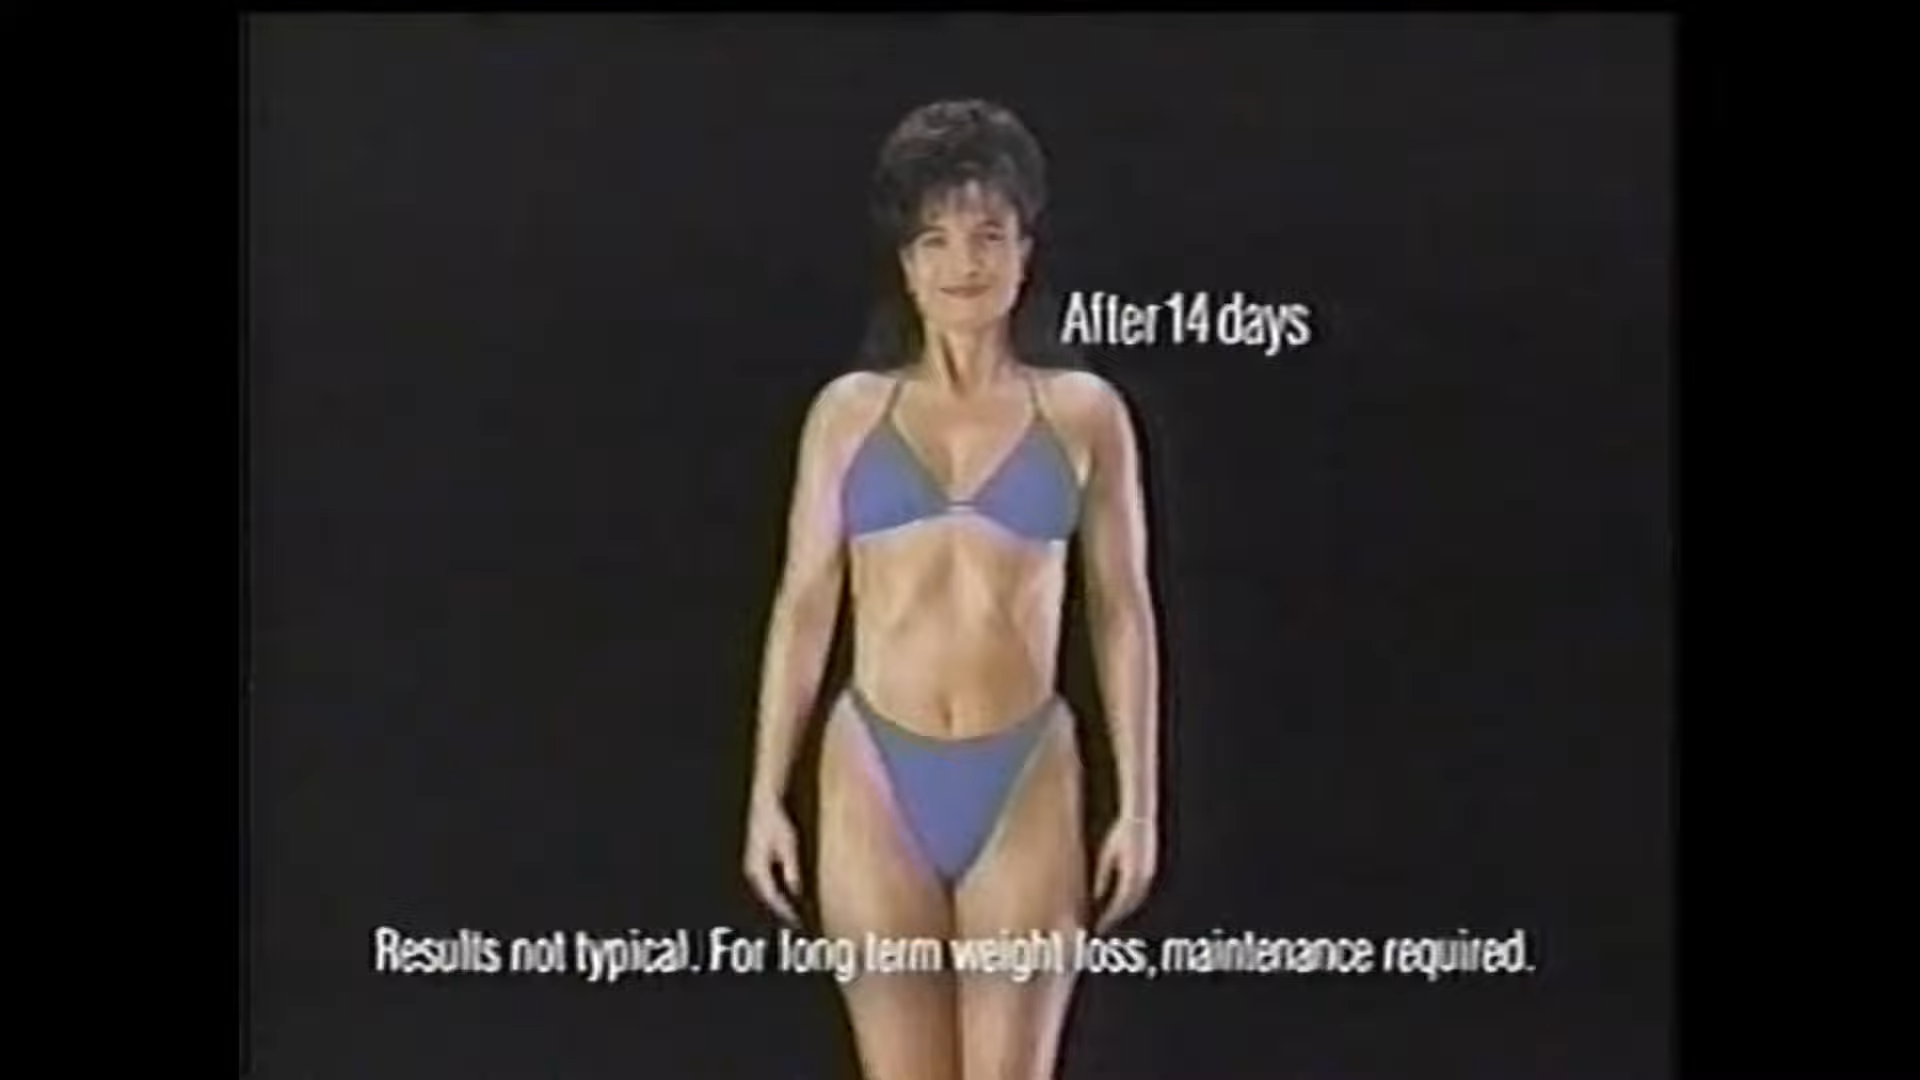 After 14 days
Results not typical. For long term weight loss, maintenance required.